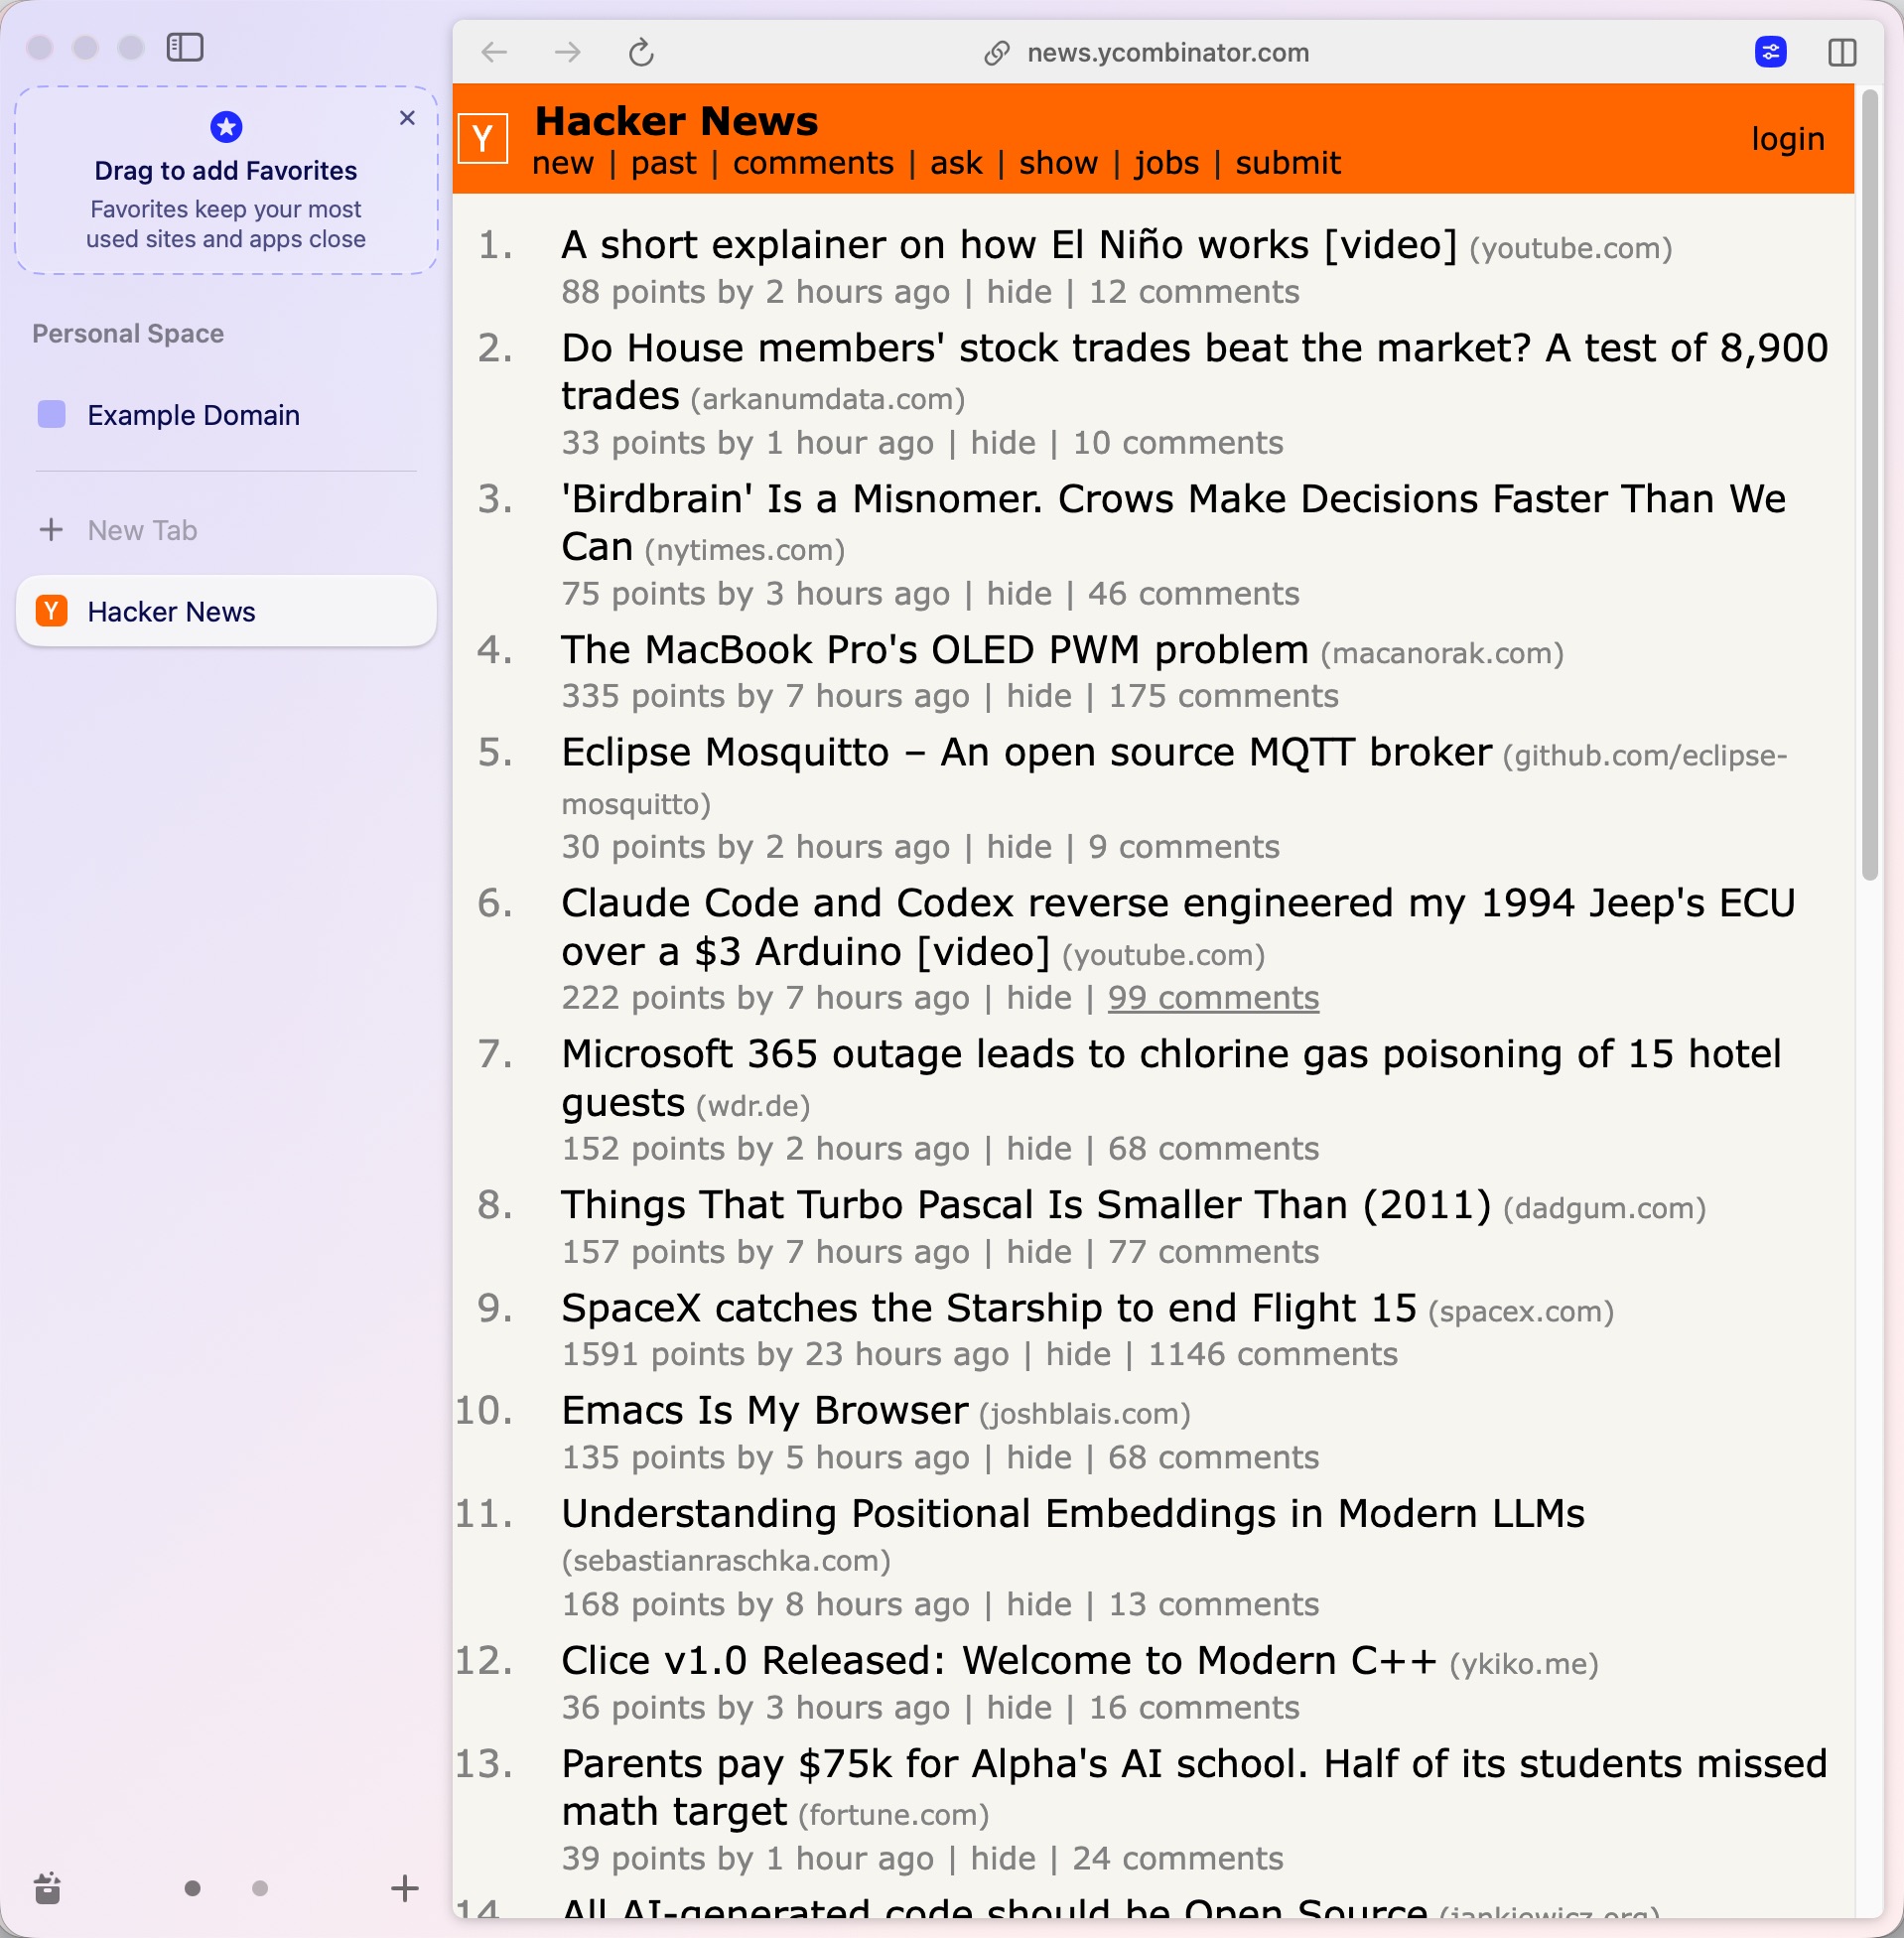 news.ycombinator.com
Drag to add Favorites
Favorites keep your most
used sites and apps close
Personal Space
Example Domain
New Tab
Y Hacker News
Y
Hacker News
new | past | comments | ask | show | jobs | submit
login
1. A short explainer on how El Niño works [video] (youtube.com)
88 points by 2 hours ago | hide | 12 comments
2. Do House members' stock trades beat the market? A test of 8,900
trades (arkanumdata.com)
33 points by 1 hour ago | hide | 10 comments
3. 'Birdbrain' Is a Misnomer. Crows Make Decisions Faster Than We
Can (nytimes.com)
75 points by 3 hours ago | hide | 46 comments
4. The MacBook Pro's OLED PWM problem (macanorak.com)
335 points by 7 hours ago | hide | 175 comments
5. Eclipse Mosquitto – An open source MQTT broker (github.com/eclipse-
mosquitto)
30 points by 2 hours ago | hide | 9 comments
6. Claude Code and Codex reverse engineered my 1994 Jeep's ECU
over a $3 Arduino [video] (youtube.com)
222 points by 7 hours ago | hide | 99 comments
7. Microsoft 365 outage leads to chlorine gas poisoning of 15 hotel
guests (wdr.de)
152 points by 2 hours ago | hide | 68 comments
8. Things That Turbo Pascal Is Smaller Than (2011) (dadgum.com)
157 points by 7 hours ago | hide | 77 comments
9. SpaceX catches the Starship to end Flight 15 (spacex.com)
1591 points by 23 hours ago | hide | 1146 comments
10. Emacs Is My Browser (joshblais.com)
135 points by 5 hours ago | hide | 68 comments
11. Understanding Positional Embeddings in Modern LLMs
(sebastianraschka.com)
168 points by 8 hours ago | hide | 13 comments
12. Clice v1.0 Released: Welcome to Modern C++ (ykiko.me)
36 points by 3 hours ago | hide | 16 comments
13. Parents pay $75k for Alpha's AI school. Half of its students missed
math target (fortune.com)
39 points by 1 hour ago | hide | 24 comments
14. All AI-generated code should be Open Source (jankiewicz.org)